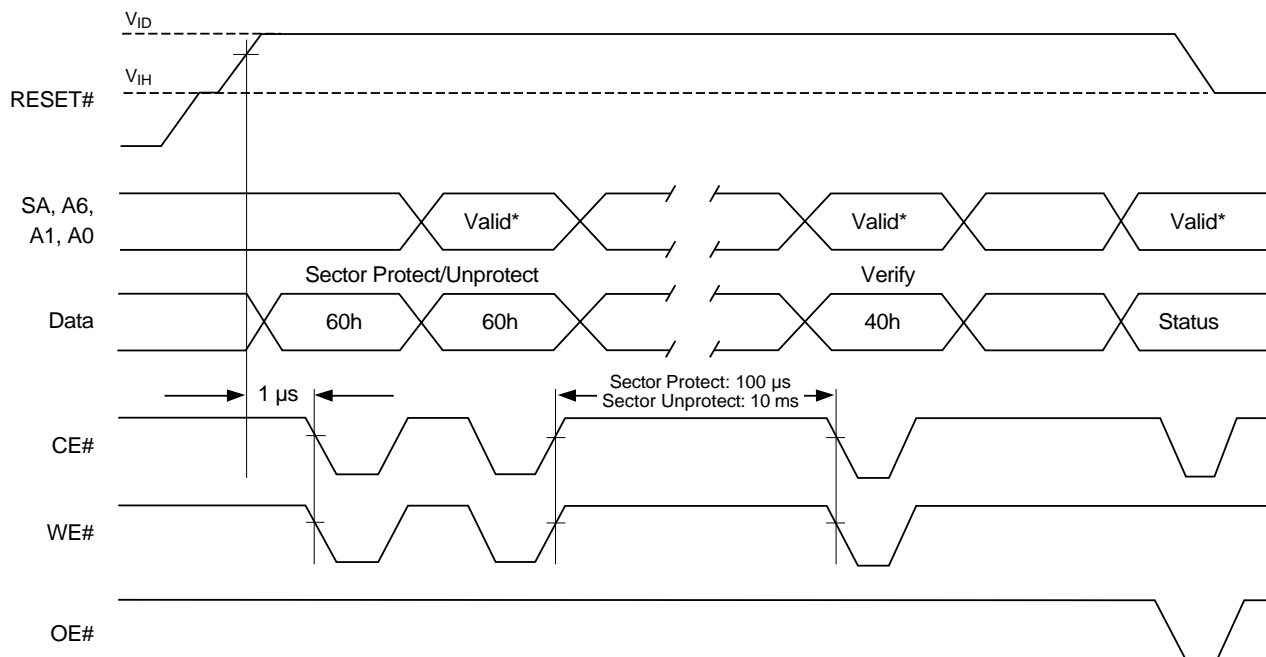 VID
VIH
RESET#
SA, A6,
A1, A0
Valid*
Valid*
Valid*
Sector Protect/Unprotect
Verify
Data
60h
60h
40h
Status
1 µs
Sector Protect: 100 µs
Sector Unprotect: 10 ms
CE#
WE#
OE#